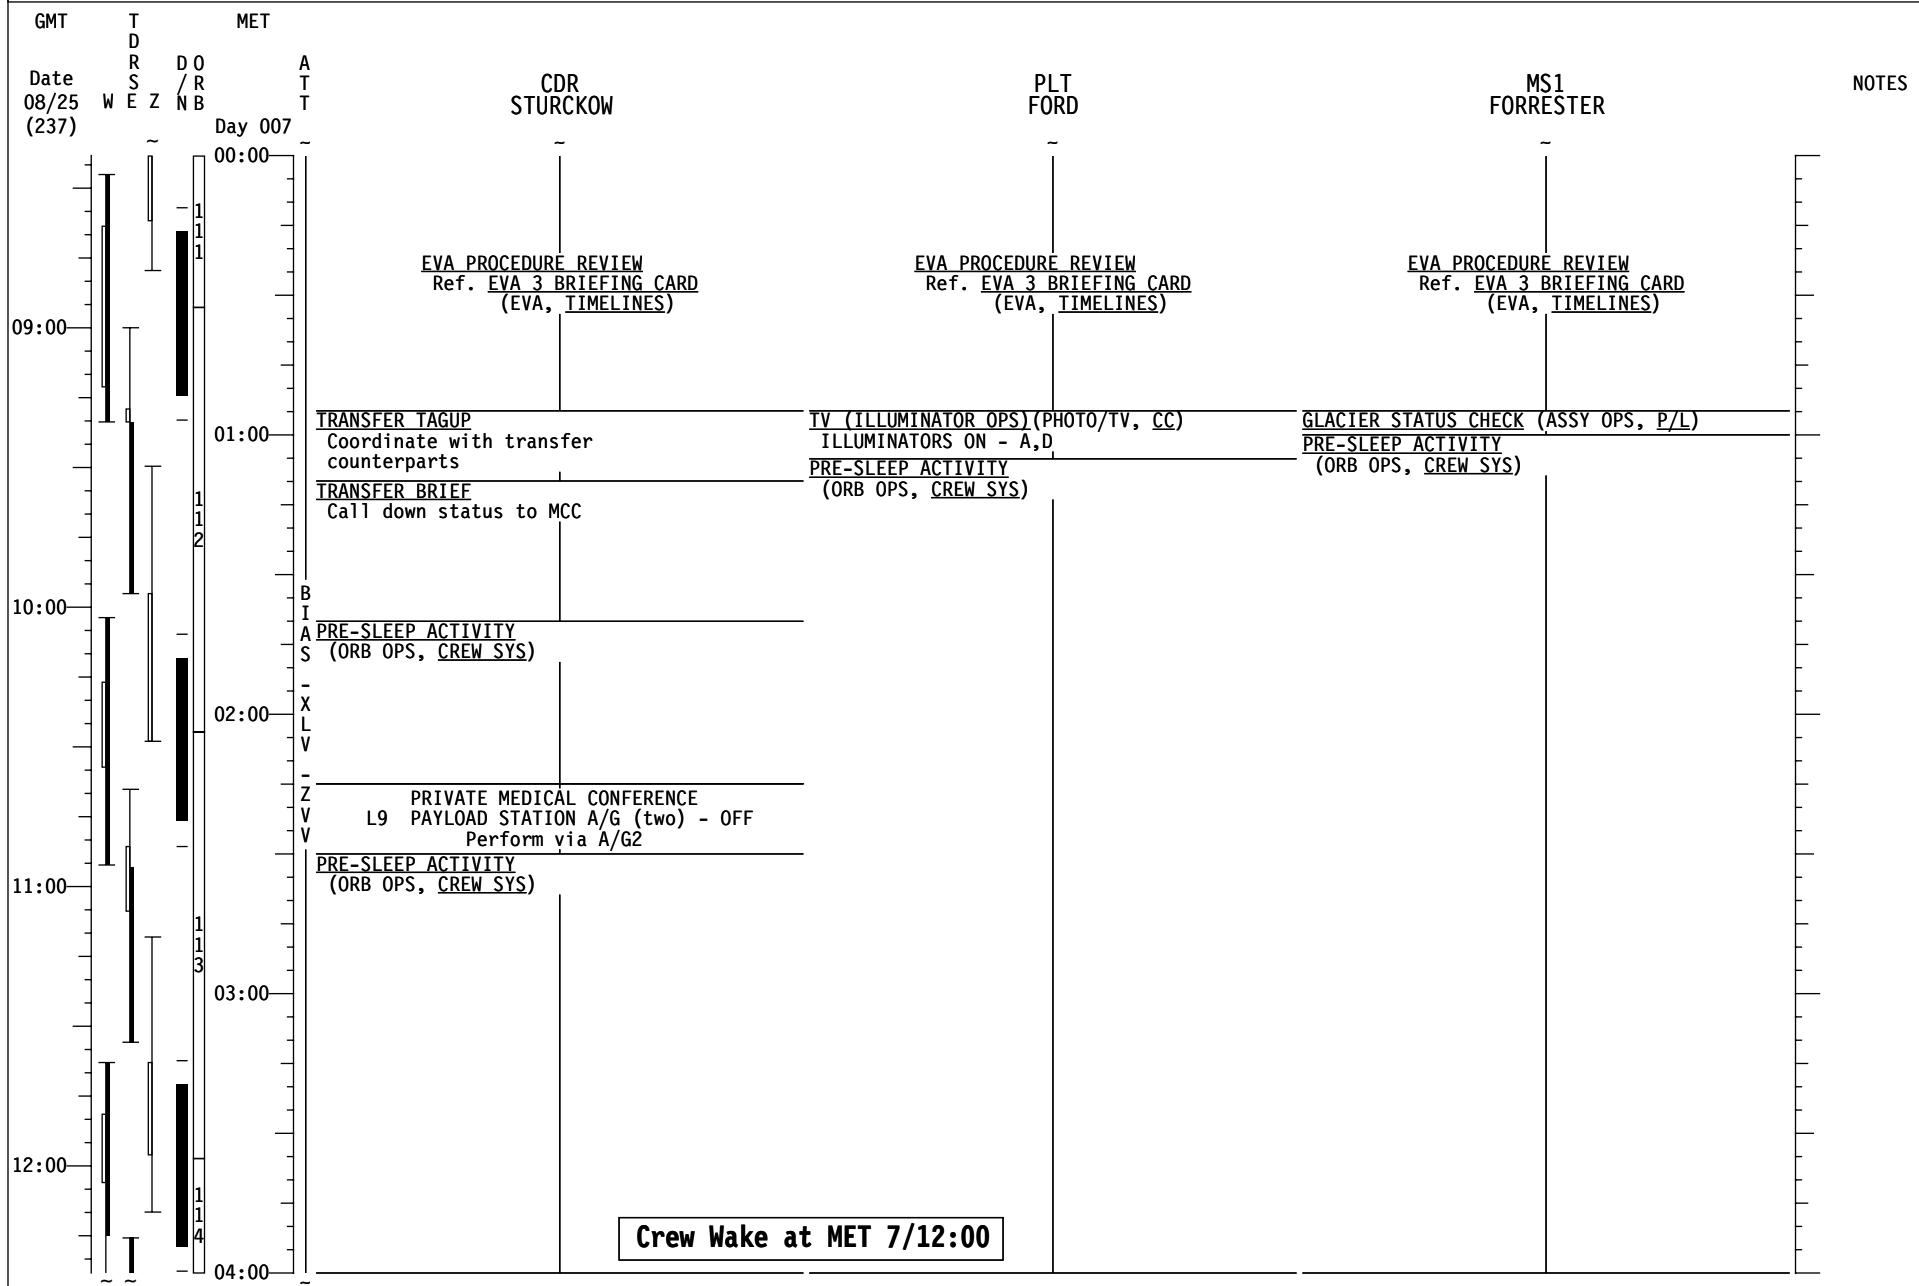 GMT
TDRSE
MET
Date
08/25
(237)
W
Z
D/N
ORB
ATT
Day 007
CDR
STURCKOW
PLT
FORD
MS1
FORRESTER
NOTES
~
~
~
~
~
00:00
111
EVA PROCEDURE REVIEW
Ref. EVA 3 BRIEFING CARD
(EVA, TIMELINES)
EVA PROCEDURE REVIEW
Ref. EVA 3 BRIEFING CARD
(EVA, TIMELINES)
EVA PROCEDURE REVIEW
Ref. EVA 3 BRIEFING CARD
(EVA, TIMELINES)
09:00
01:00
TRANSFER TAGUP
Coordinate with transfer
counterparts
TRANSFER BRIEF
Call down status to MCC
TV (ILLUMINATOR OPS)(PHOTO/TV, CC)
ILLUMINATORS ON - A,D
PRE-SLEEP ACTIVITY
(ORB OPS, CREW SYS)
GLACIER STATUS CHECK (ASSY OPS, P/L)
PRE-SLEEP ACTIVITY
(ORB OPS, CREW SYS)
112
BIAS -XLV -ZVV
10:00
PRE-SLEEP ACTIVITY
(ORB OPS, CREW SYS)
02:00
PRIVATE MEDICAL CONFERENCE
L9 PAYLOAD STATION A/G (two) - OFF
Perform via A/G2
PRE-SLEEP ACTIVITY
(ORB OPS, CREW SYS)
11:00
113
03:00
12:00
114
Crew Wake at MET 7/12:00
04:00
~
~
~